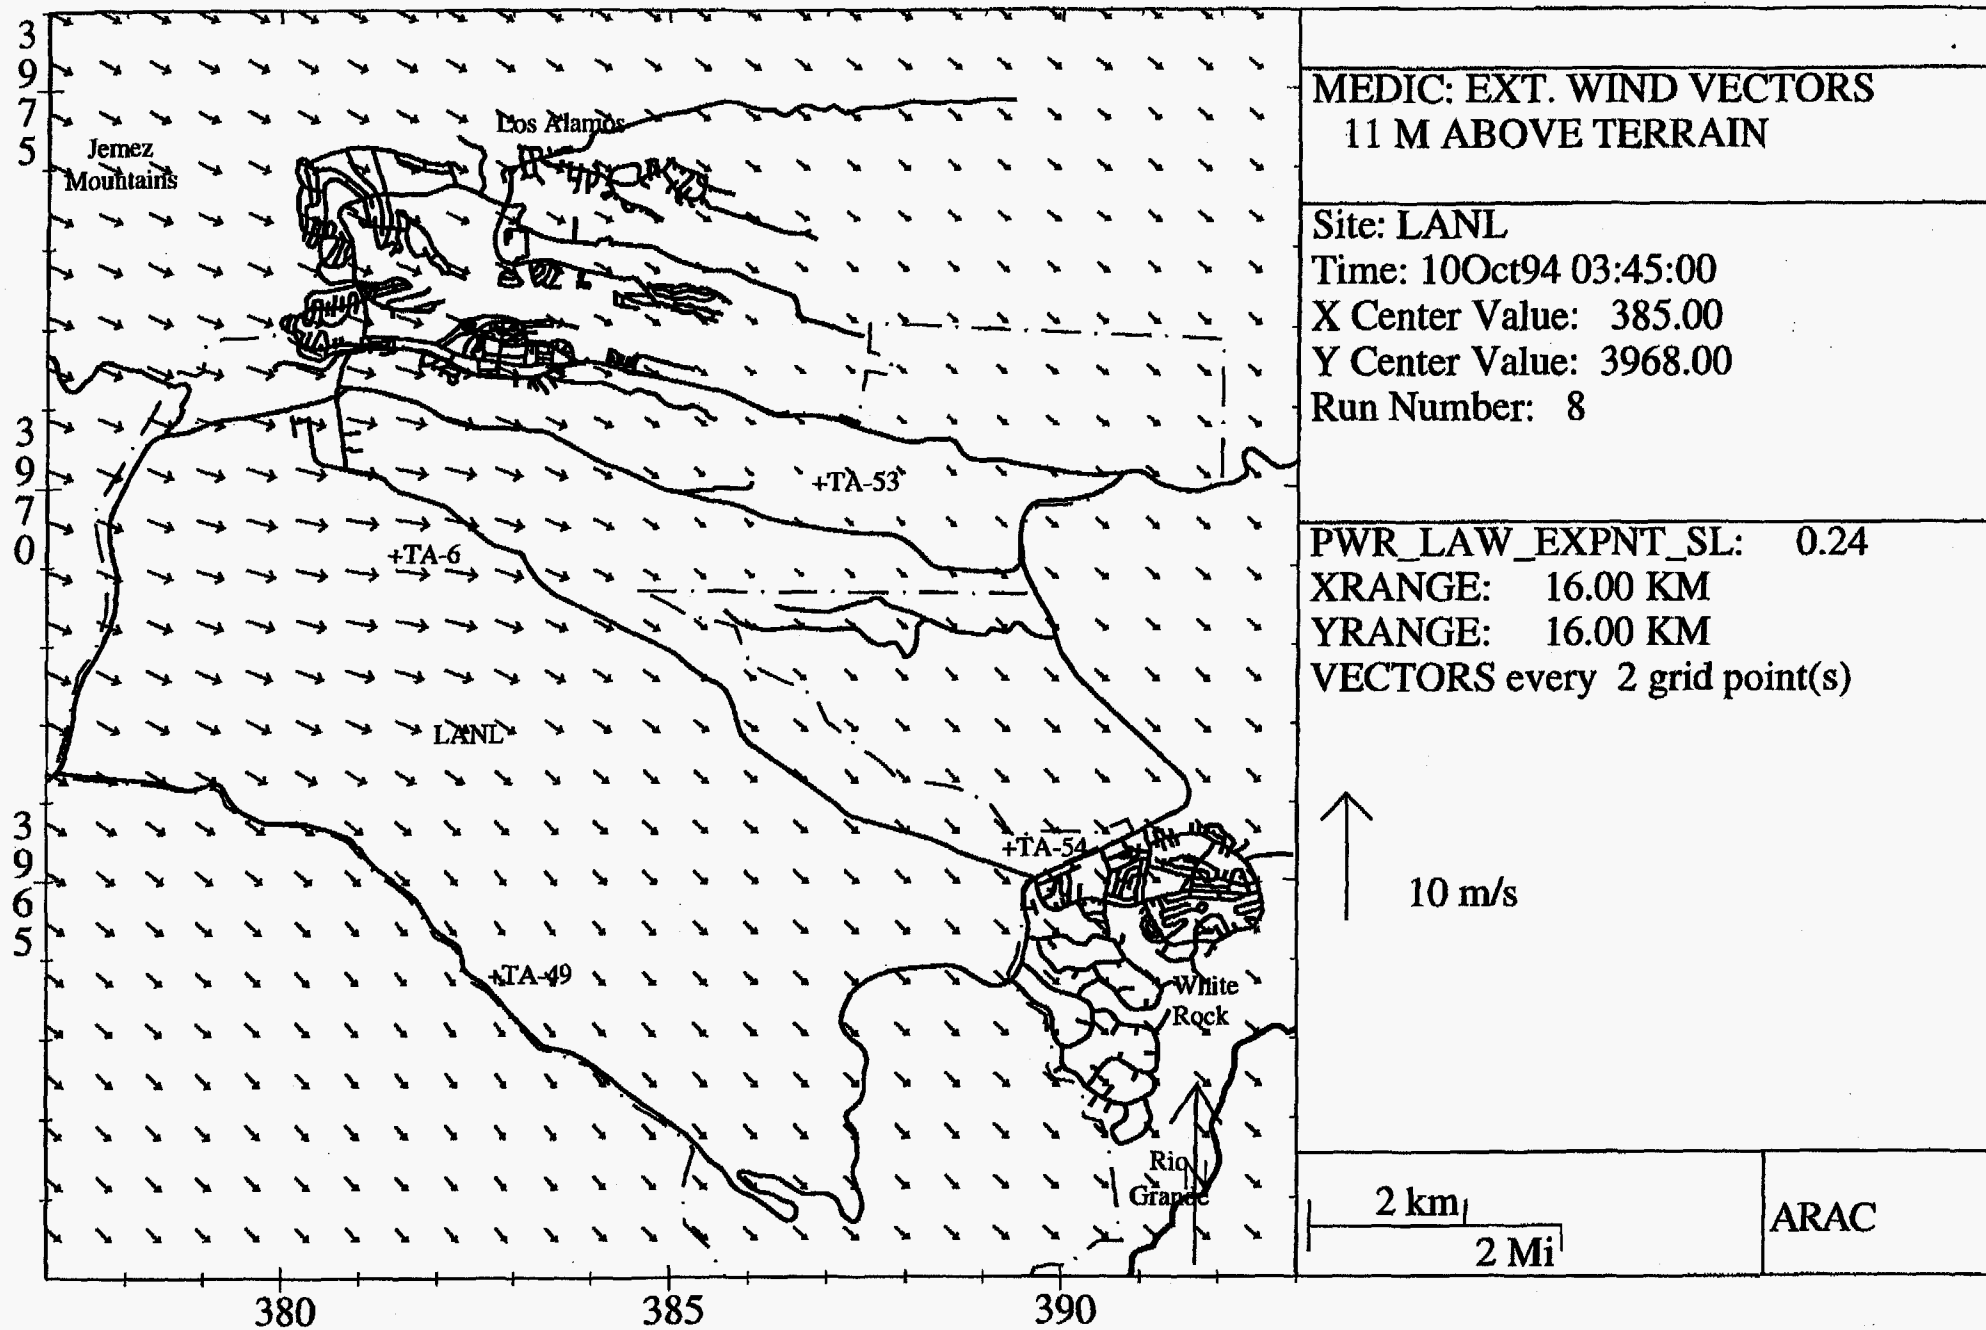 3
9
7
5
Los Alamos
Jemez
Mountains
3
9
7
0
+TA-53
+TA-6
LANL
3
9
6
5
+TA-54
+TA-49
White
Rock
Rio
Grande
380 385 390
MEDIC: EXT. WIND VECTORS
11 M ABOVE TERRAIN
Site: LANL
Time: 10Oct94 03:45:00
X Center Value: 385.00
Y Center Value: 3968.00
Run Number: 8
PWR_LAW_EXPNT_SL: 0.24
XRANGE: 16.00 KM
YRANGE: 16.00 KM
VECTORS every 2 grid point(s)
10 m/s
2 km
2 Mi
ARAC